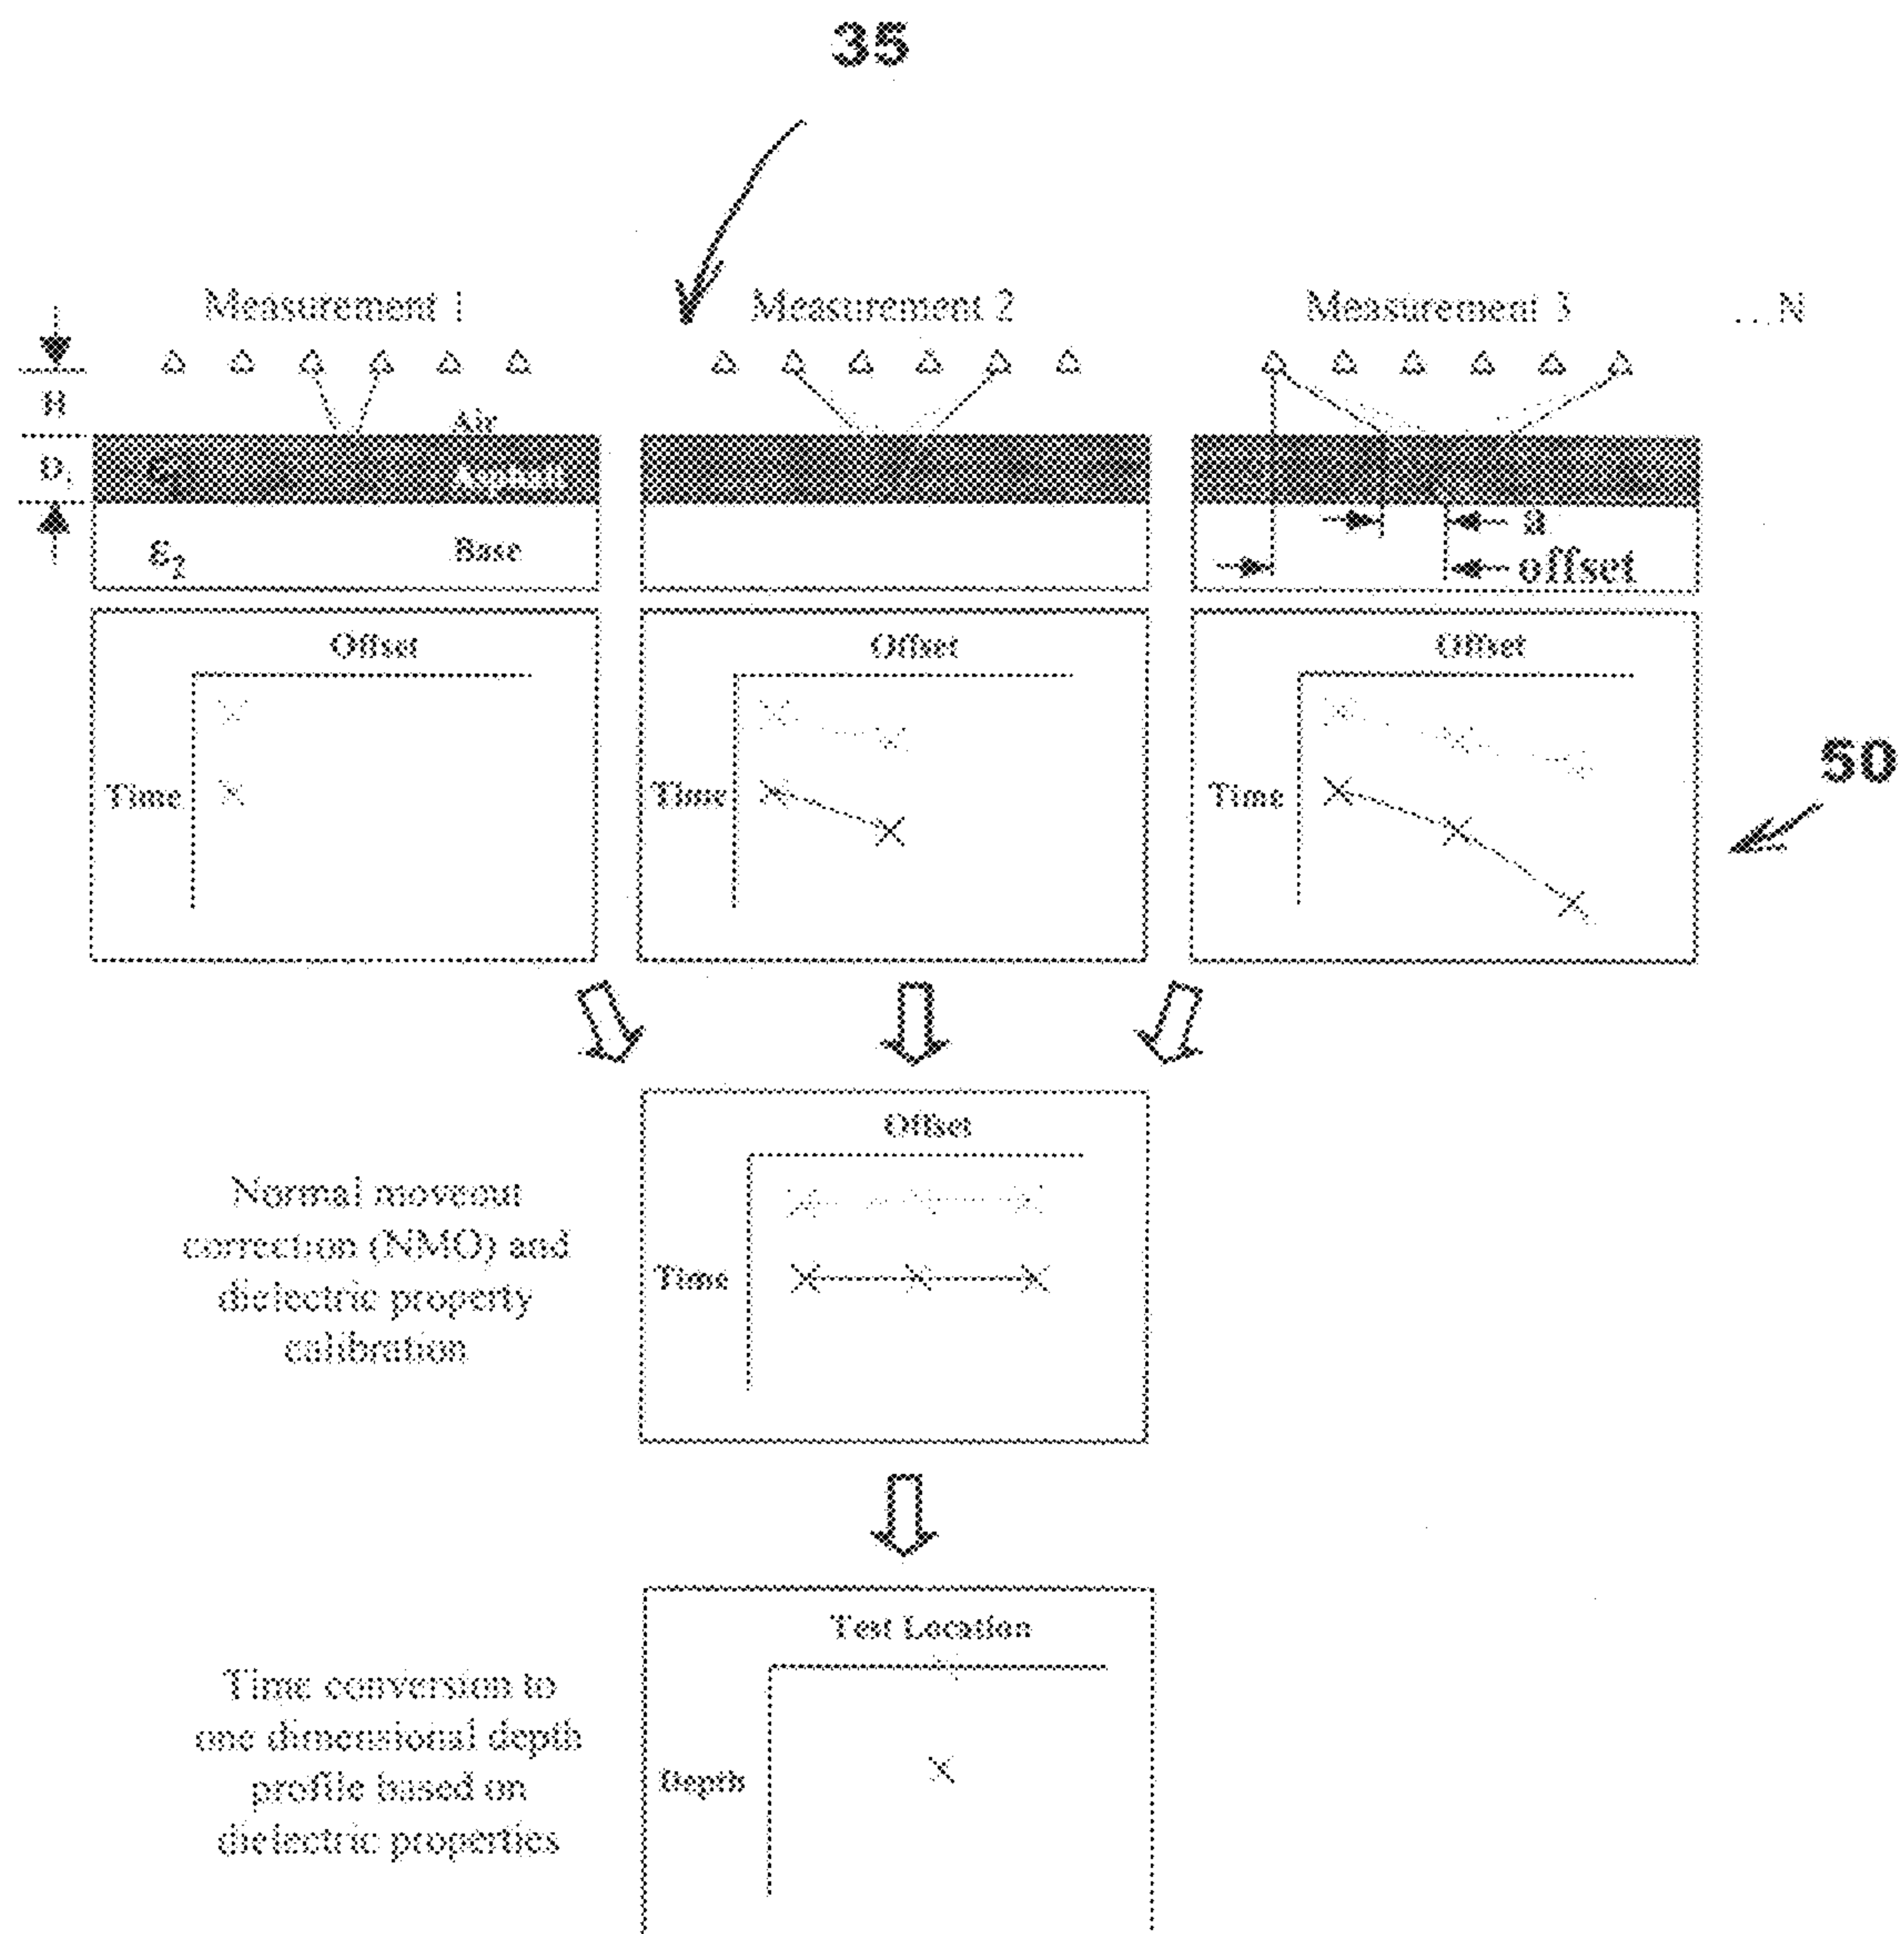 35
Measurement 1
Measurement 2
Measurement 3
...N
H
Air
D1
ε1
Asphalt
ε2
Base
a
offset
Offset
Time
Offset
Time
Offset
Time
50
Offset
Time
Normal moveout
correction (NMO) and
dielectric property
calibration
Test Location
Depth
Time conversion to
one dimensional depth
profile based on
dielectric properties